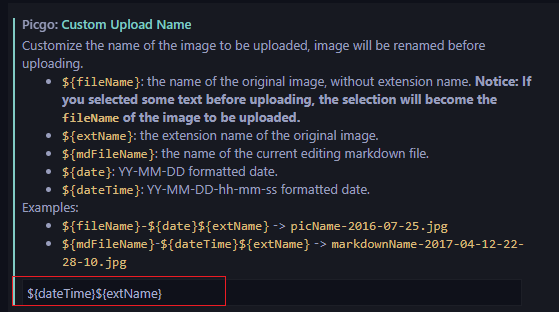 Picgo: Custom Upload Name
Customize the name of the image to be uploaded, image will be renamed before
uploading.
• ${fileName}: the name of the original image, without extension name. Notice: If
you selected some text before uploading, the selection will become the
fileName of the image to be uploaded.
• ${extName}: the extension name of the original image.
• ${mdFileName}: the name of the current editing markdown file.
• ${date}: YY-MM-DD formatted date.
• ${dateTime}: YY-MM-DD-hh-mm-ss formatted date.
Examples:
• ${fileName}-${date}${extName} -> picName-2016-07-25.jpg
• ${mdFileName}-${dateTime}${extName} -> markdownName-2017-04-12-22-
28-10.jpg
${dateTime}${extName}